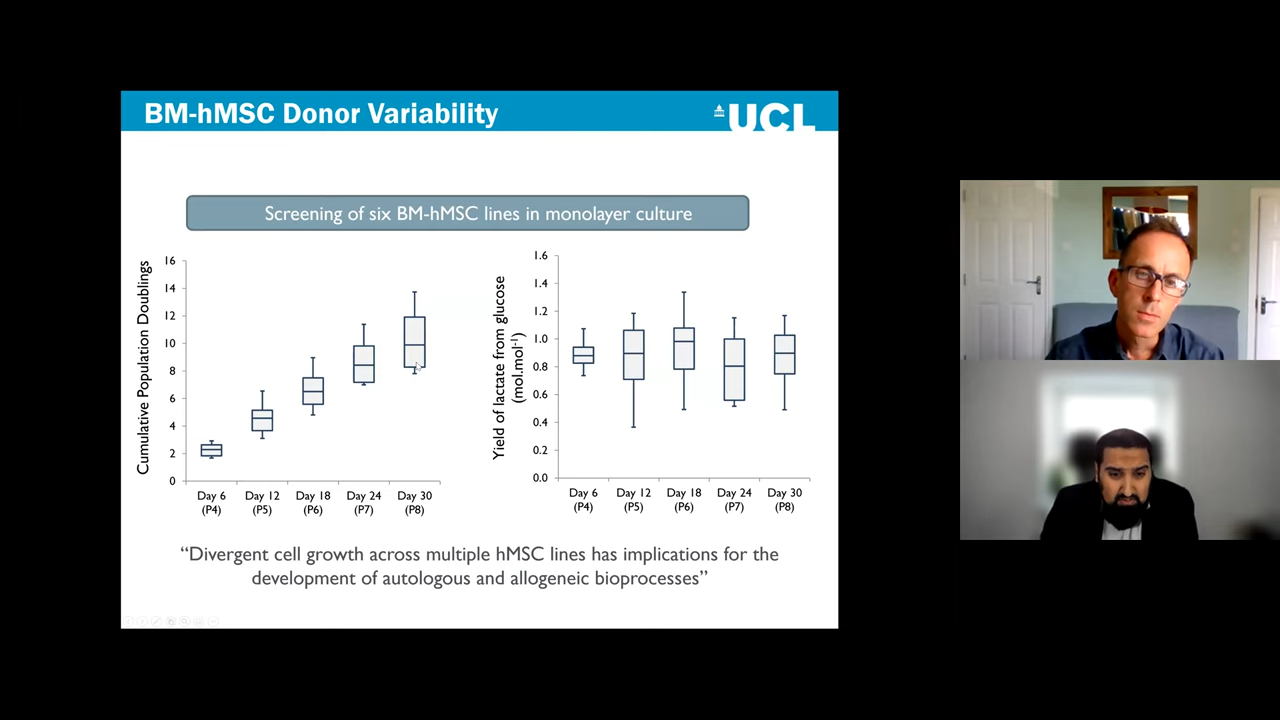 BM-hMSC Donor Variability
UCL
Screening of six BM-hMSC lines in monolayer culture
Cumulative Population Doublings
16
14
12
10
8
6
4
2
0
Day 6 Day 12 Day 18 Day 24 Day 30
(P4) (P5) (P6) (P7) (P8)
Yield of lactate from glucose
(mol.mol⁻¹)
1.6
1.4
1.2
1.0
0.8
0.6
0.4
0.2
0.0
Day 6 Day 12 Day 18 Day 24 Day 30
(P4) (P5) (P6) (P7) (P8)
“Divergent cell growth across multiple hMSC lines has implications for the
development of autologous and allogeneic bioprocesses”